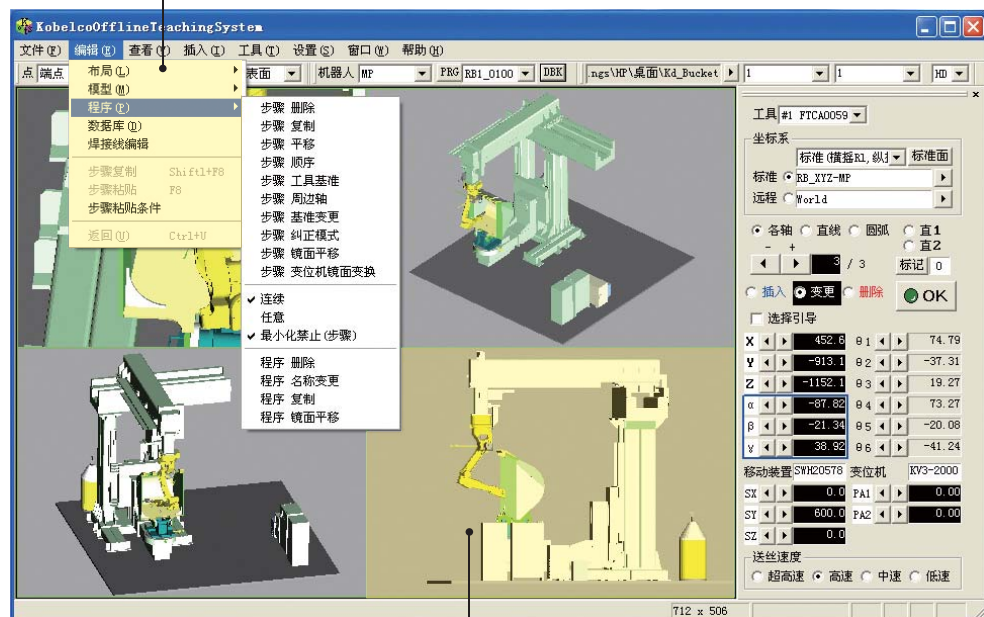 KobelcoOfflineTeachingSystem
文件(F) 编辑(E) 查看(V) 插入(I) 工具(T) 设置(S) 窗口(W) 帮助(H)
点 端点 表面 机器人 MP PRG RB1_0100 DBK .ngs\HP\桌面\Kd_Bucket 1 1 HD
布局(L)
模型(M)
程序(P)
数据库(D)
焊接线编辑
步骤复制 Shift1+F8
步骤粘贴 F8
步骤粘贴条件
返回(U) Ctrl+U
步骤 删除
步骤 复制
步骤 平移
步骤 顺序
步骤 工具基准
步骤 周边轴
步骤 基准变更
步骤 纠正模式
步骤 镜面平移
步骤 变位机镜面变换
连续
任意
最小化禁止(步骤)
程序 删除
程序 名称变更
程序 复制
程序 镜面平移
工具 #1 FTCA0059
坐标系
标准(横摇R1,纵 标准面
标准 RB_XYZ-MP
远程 World
各轴 直线 圆弧 直1
- + 直2
3 / 3 标记 0
插入 变更 删除 OK
选择引导
X 452.6 θ1 74.79
Y -913.1 θ2 -37.31
Z -1152.1 θ3 19.27
α -87.82 θ4 73.27
β -21.34 θ5 -20.08
γ 38.92 θ6 -41.24
移动装置 SWH20578 变位机 KV3-2000
SX 0.0 PA1 0.00
SY 600.0 PA2 0.00
SZ 0.0
送丝速度
超高速 高速 中速 低速
712 x 506